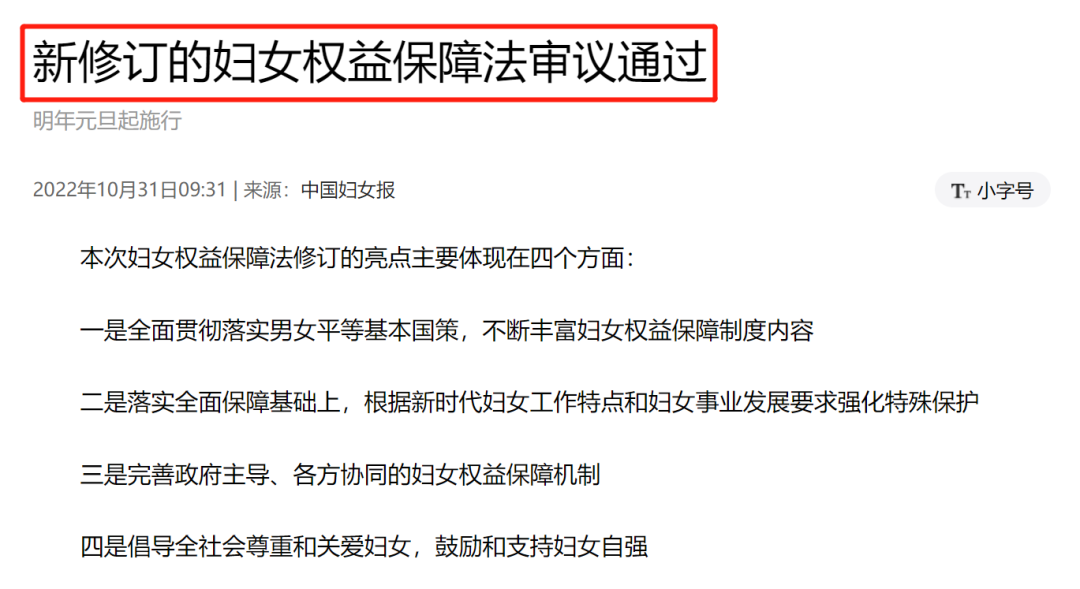 新修订的妇女权益保障法审议通过
明年元旦起施行
2022年10月31日09:31 | 来源：中国妇女报
TT 小字号
本次妇女权益保障法修订的亮点主要体现在四个方面：
一是全面贯彻落实男女平等基本国策，不断丰富妇女权益保障制度内容
二是落实全面保障基础上，根据新时代妇女工作特点和妇女事业发展要求强化特殊保护
三是完善政府主导、各方协同的妇女权益保障机制
四是倡导全社会尊重和关爱妇女，鼓励和支持妇女自强